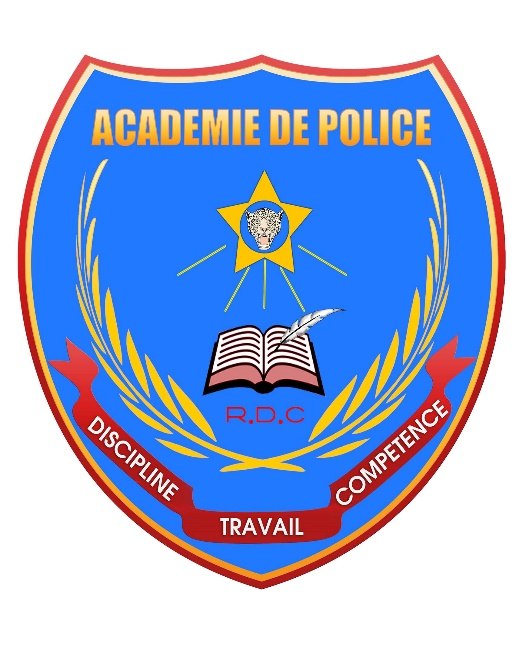 ACADEMIE DE POLICE
R.D.C
DISCIPLINE
TRAVAIL
COMPETENCE